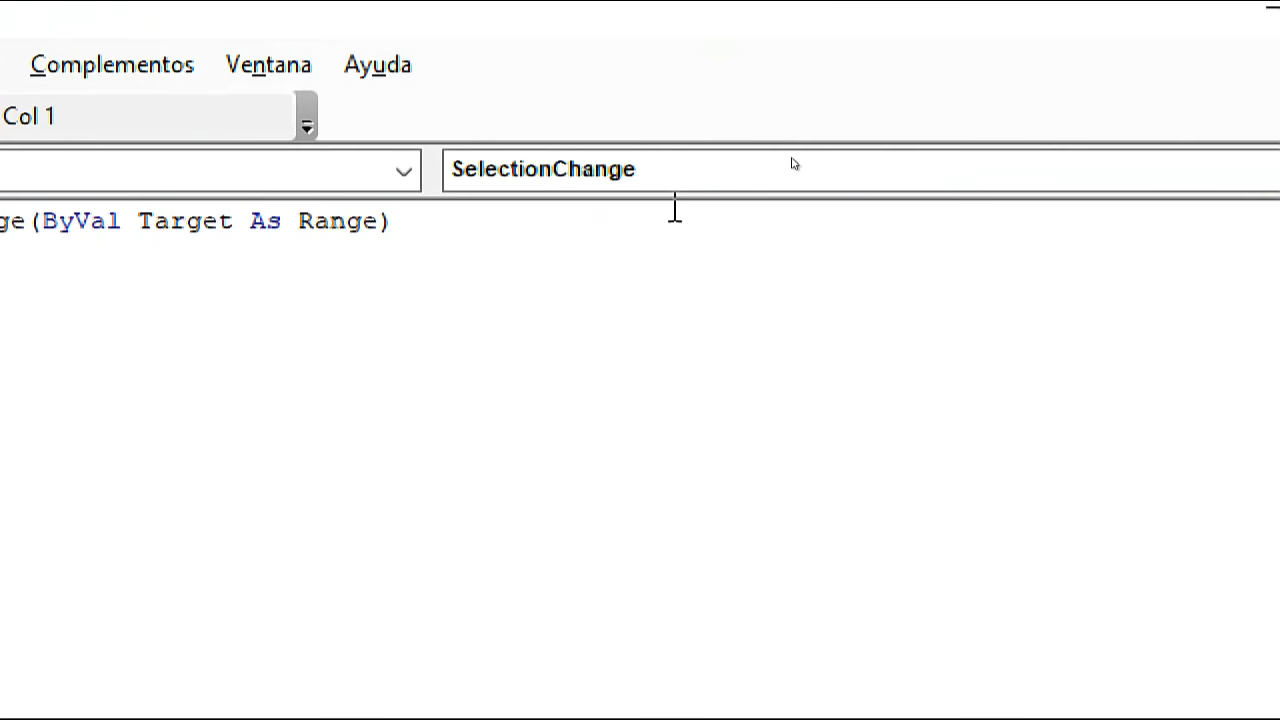 Complementos Ventana Ayuda
Col 1
SelectionChange
ge(ByVal Target As Range)